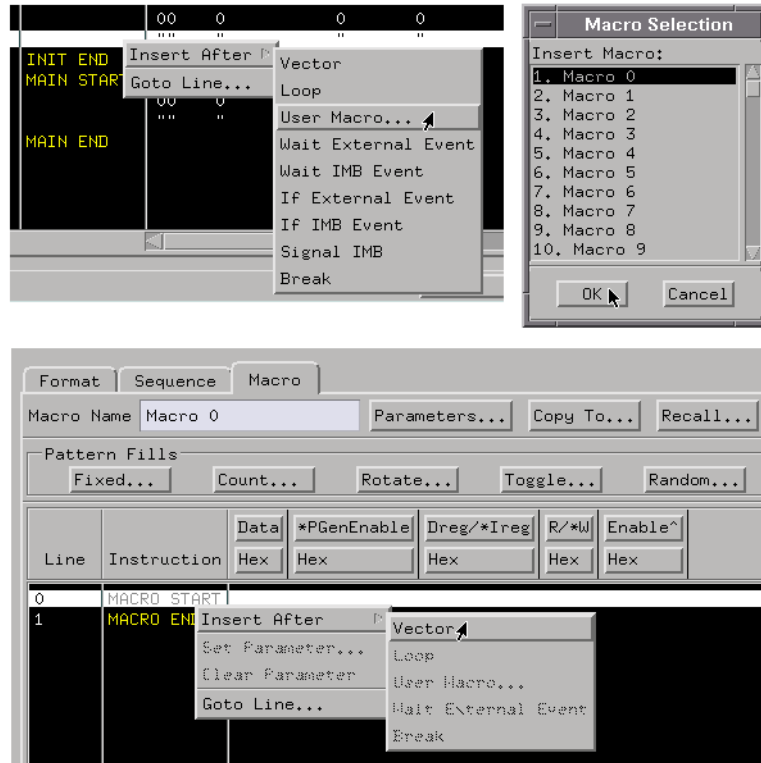 00 0 0 0
"" "" "" ""
INIT END
MAIN START
00 0
"" ""
MAIN END
Insert After
Goto Line...
Vector
Loop
User Macro...
Wait External Event
Wait IMB Event
If External Event
If IMB Event
Signal IMB
Break
Macro Selection
Insert Macro:
1. Macro 0
2. Macro 1
3. Macro 2
4. Macro 3
5. Macro 4
6. Macro 5
7. Macro 6
8. Macro 7
9. Macro 8
10. Macro 9
OK Cancel
Format Sequence Macro
Macro Name Macro 0 Parameters... Copy To... Recall...
Pattern Fills
Fixed... Count... Rotate... Toggle... Random...
Data *PGenEnable Dreg/*Ireg R/*W Enable^
Line Instruction Hex Hex Hex Hex Hex
0 MACRO START
1 MACRO END
Insert After
Set Parameter...
Clear Parameter
Goto Line...
Vector
Loop
User Macro...
Wait External Event
Break